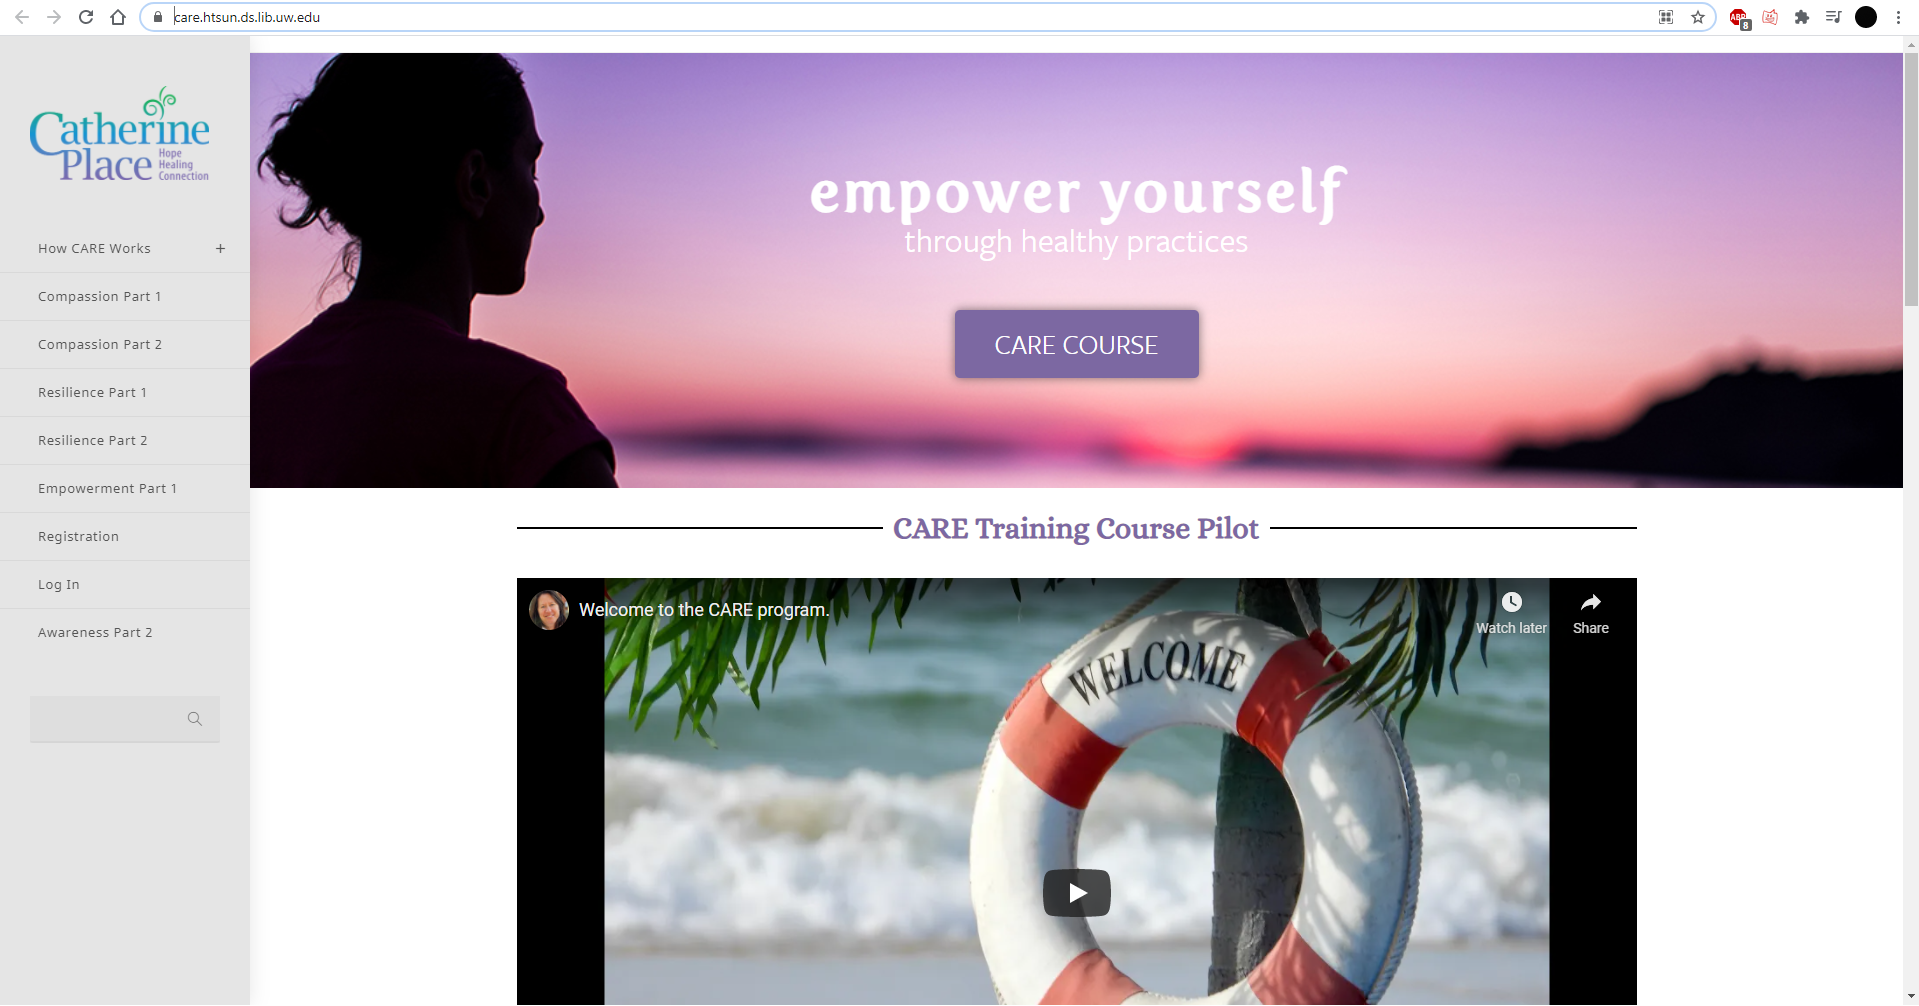 care.htsun.ds.lib.uw.edu
ABP
8
Catherine
Place
Hope
Healing
Connection
How CARE Works +
Compassion Part 1
Compassion Part 2
Resilience Part 1
Resilience Part 2
Empowerment Part 1
Registration
Log In
Awareness Part 2
empower yourself
through healthy practices
CARE COURSE
CARE Training Course Pilot
Welcome to the CARE program.
Watch later
Share
WELCOME